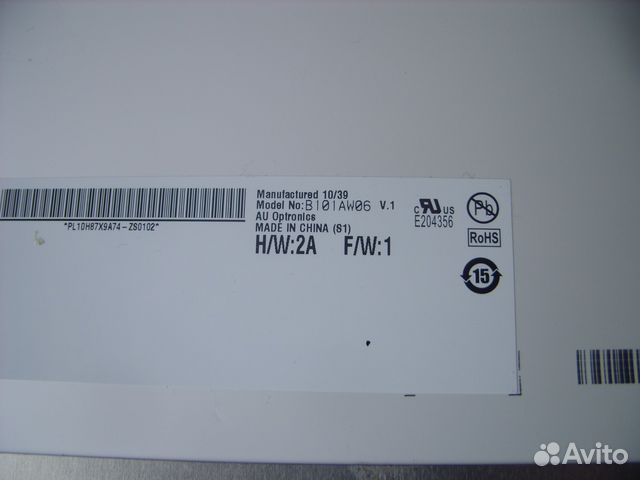 Manufactured 10/39
Model No:B101AW06 V.1
AU Optronics
MADE IN CHINA (S1)
H/W:2A F/W:1
*PL10H87X9A74-ZS0102*
c RU US
E204356
Pb
RoHS
15
Avito